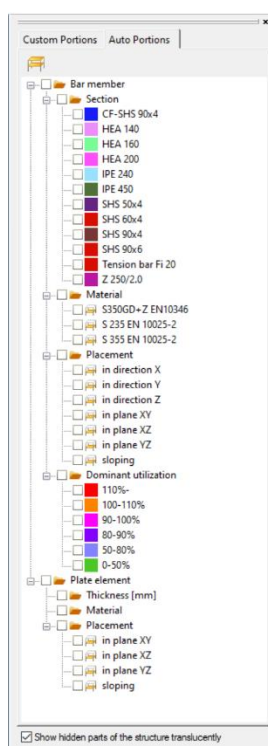 x
Custom Portions Auto Portions
Bar member
Section
CF-SHS 90x4
HEA 140
HEA 160
HEA 200
IPE 240
IPE 450
SHS 50x4
SHS 60x4
SHS 90x4
SHS 90x6
Tension bar Fi 20
Z 250/2.0
Material
S350GD+Z EN10346
S 235 EN 10025-2
S 355 EN 10025-2
Placement
in direction X
in direction Y
in direction Z
in plane XY
in plane XZ
in plane YZ
sloping
Dominant utilization
110%-
100-110%
90-100%
80-90%
50-80%
0-50%
Plate element
Thickness [mm]
Material
Placement
in plane XY
in plane XZ
in plane YZ
sloping
Show hidden parts of the structure translucently